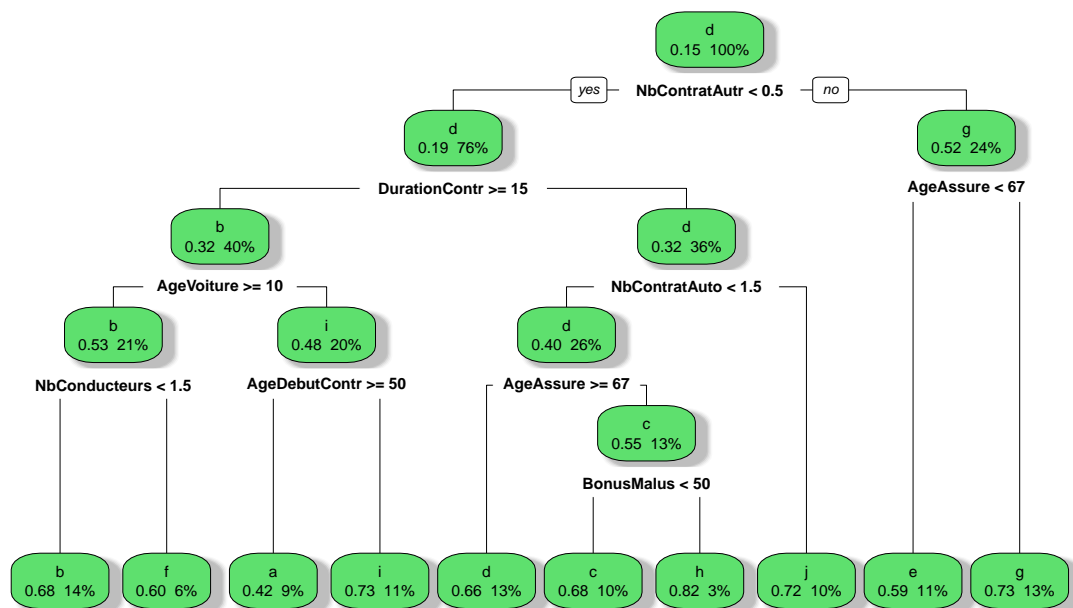 d
0.15 100%
yes NbContratAutr < 0.5 no
d
0.19 76%
g
0.52 24%
DurationContr >= 15
AgeAssure < 67
b
0.32 40%
d
0.32 36%
AgeVoiture >= 10
NbContratAuto < 1.5
b
0.53 21%
i
0.48 20%
d
0.40 26%
NbConducteurs < 1.5
AgeDebutContr >= 50
AgeAssure >= 67
c
0.55 13%
BonusMalus < 50
b
0.68 14%
f
0.60 6%
a
0.42 9%
i
0.73 11%
d
0.66 13%
c
0.68 10%
h
0.82 3%
j
0.72 10%
e
0.59 11%
g
0.73 13%